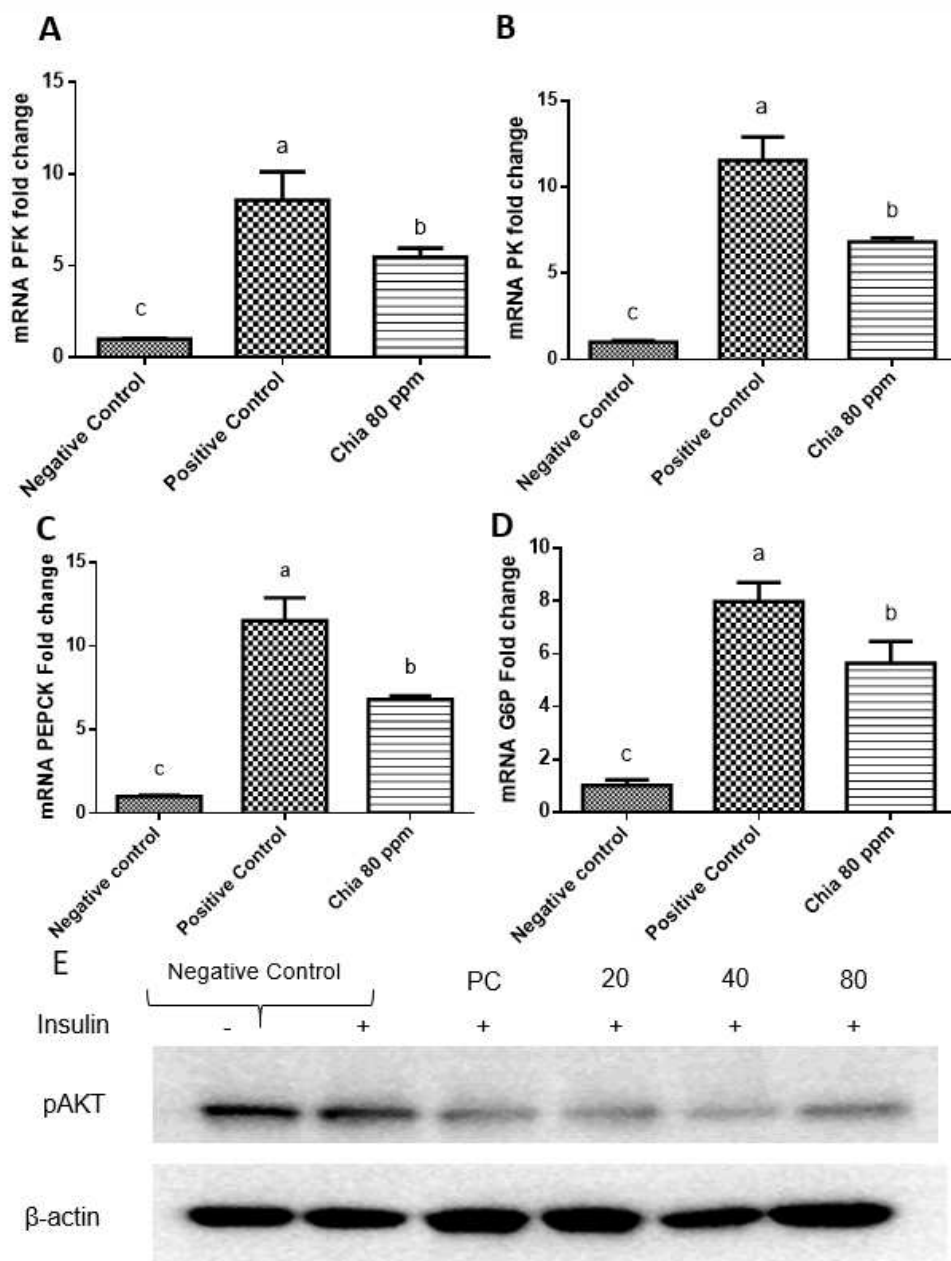 A
mRNA PFK fold change
15
10
5
0
a
b
c
Negative Control
Positive Control
Chia 80 ppm
B
mRNA PK fold change
15
10
5
0
a
b
c
Negative Control
Positive Control
Chia 80 ppm
C
mRNA PEPCK Fold change
15
10
5
0
a
b
c
Negative control
Positive Control
Chia 80 ppm
D
mRNA G6P Fold change
10
8
6
4
2
0
a
b
c
Negative control
Positive Control
Chia 80 ppm
E
Negative Control PC 20 40 80
Insulin - + + + + +
pAKT
β-actin